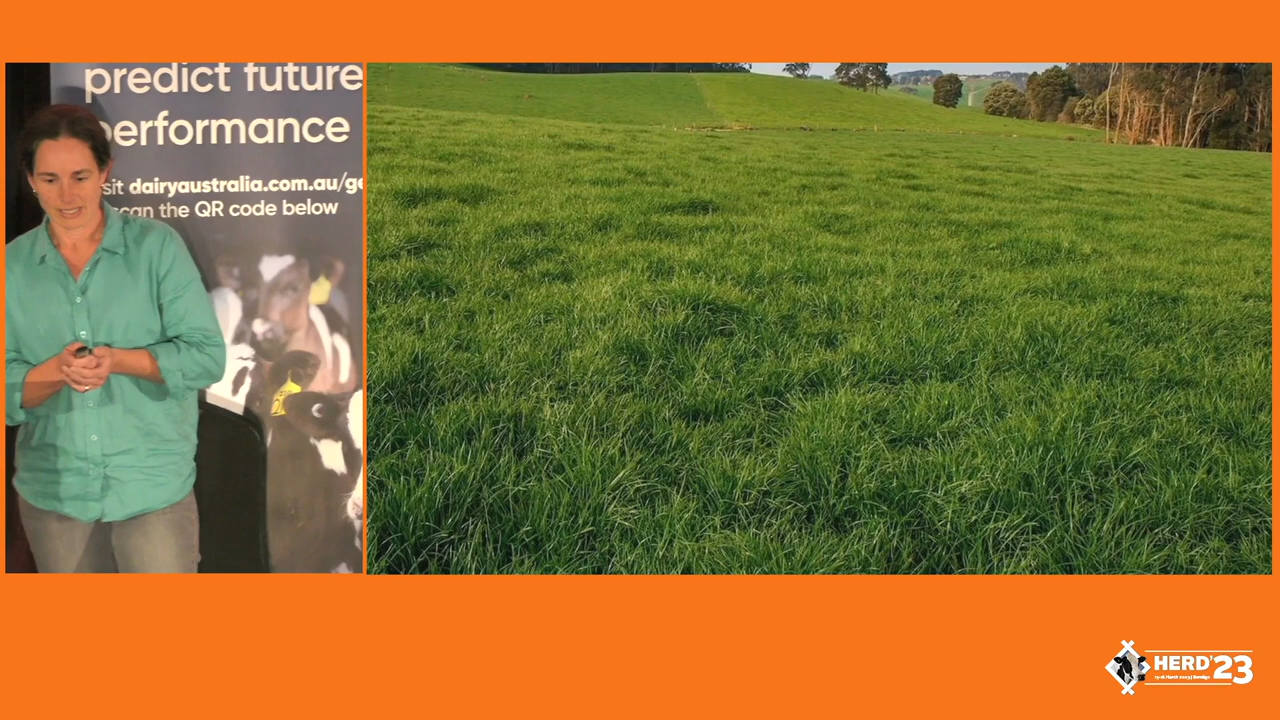 predict future
performance
sit dairyaustralia.com.au/ge
scan the QR code below
HERD'23